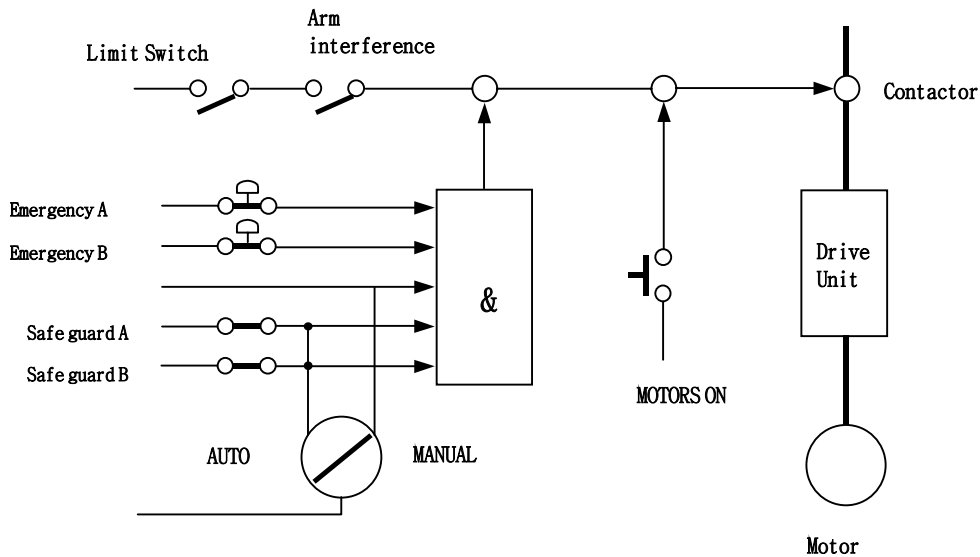 Arm
interference
Limit Switch
Contactor
Emergency A
Emergency B
Drive
Unit
&
Safe guard A
Safe guard B
MOTORS ON
AUTO
MANUAL
Motor